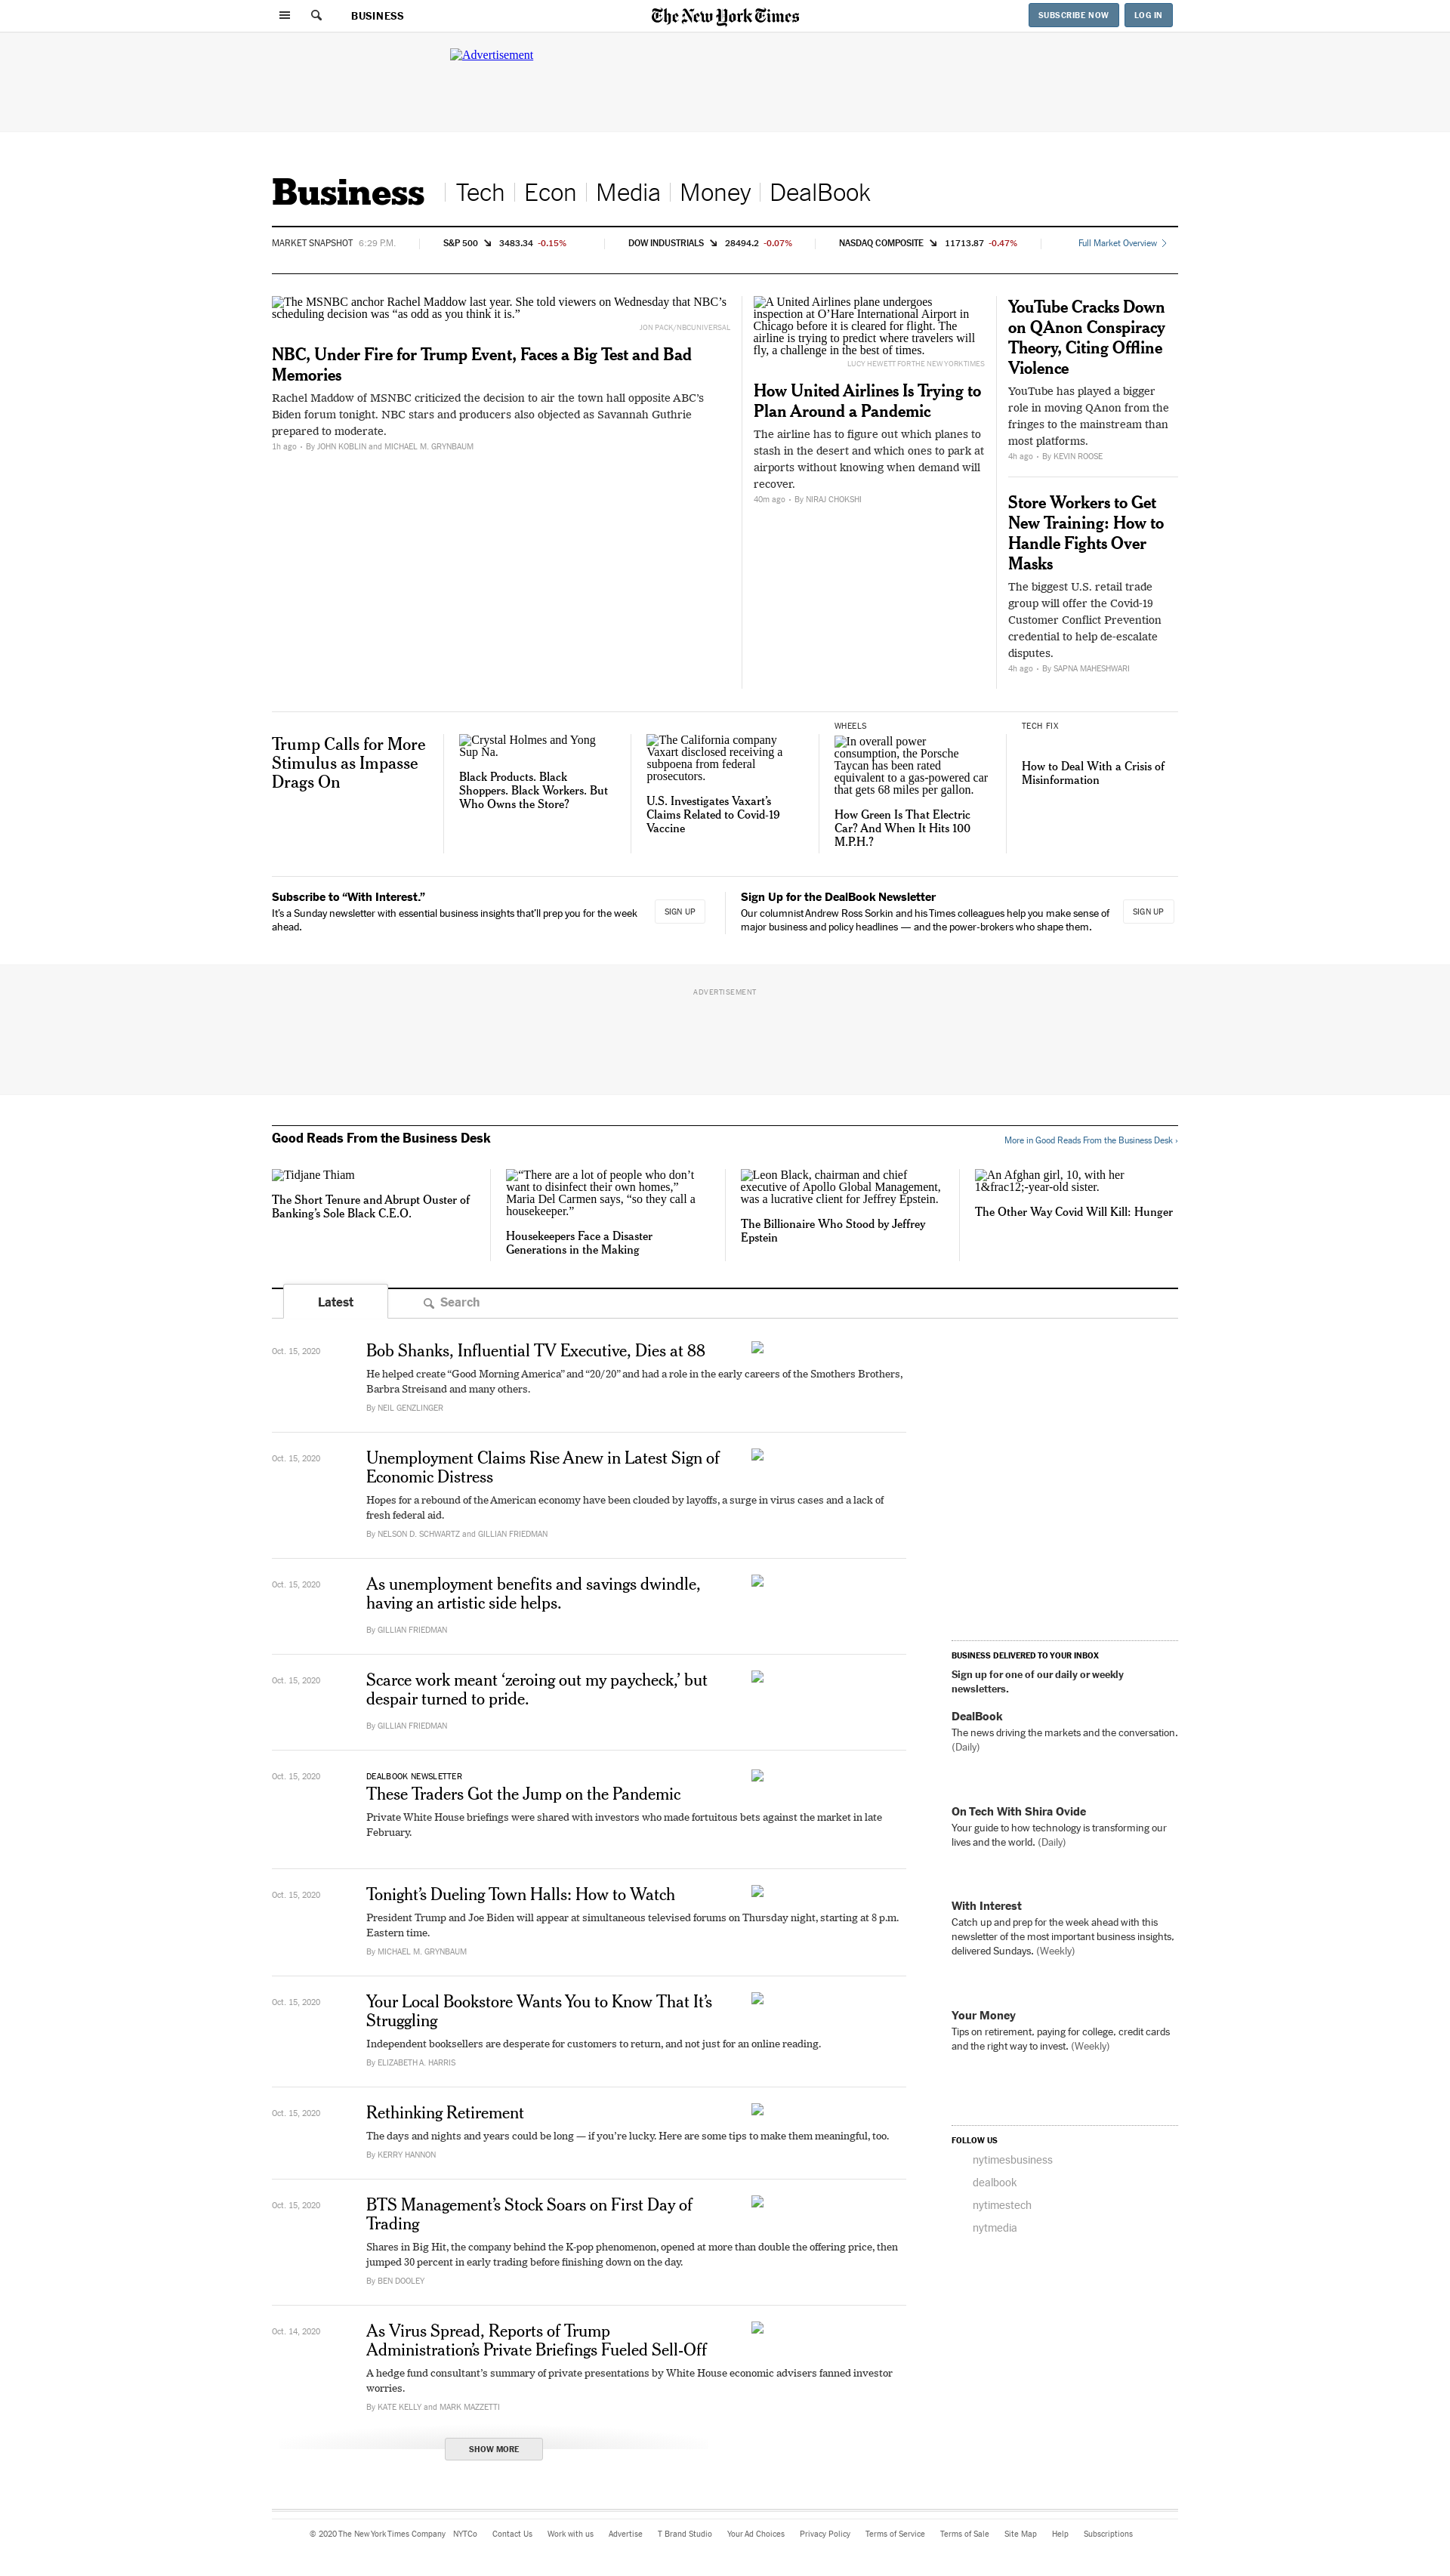 BUSINESS
The New York Times
SUBSCRIBE NOW
LOG IN
Advertisement
Business
Tech
Econ
Media
Money
DealBook
MARKET SNAPSHOT 6:29 P.M.
S&P 500 3483.34 -0.15%
DOW INDUSTRIALS 28494.2 -0.07%
NASDAQ COMPOSITE 11713.87 -0.47%
Full Market Overview
The MSNBC anchor Rachel Maddow last year. She told viewers on Wednesday that NBC’s
scheduling decision was “as odd as you think it is.”
JON PACK/NBCUNIVERSAL
NBC, Under Fire for Trump Event, Faces a Big Test and Bad
Memories
Rachel Maddow of MSNBC criticized the decision to air the town hall opposite ABC’s
Biden forum tonight. NBC stars and producers also objected as Savannah Guthrie
prepared to moderate.
1h ago • By JOHN KOBLIN and MICHAEL M. GRYNBAUM
A United Airlines plane undergoes
inspection at O’Hare International Airport in
Chicago before it is cleared for flight. The
airline is trying to predict where travelers will
fly, a challenge in the best of times.
LUCY HEWETT FOR THE NEW YORK TIMES
How United Airlines Is Trying to
Plan Around a Pandemic
The airline has to figure out which planes to
stash in the desert and which ones to park at
airports without knowing when demand will
recover.
40m ago • By NIRAJ CHOKSHI
YouTube Cracks Down
on QAnon Conspiracy
Theory, Citing Offline
Violence
YouTube has played a bigger
role in moving QAnon from the
fringes to the mainstream than
most platforms.
4h ago • By KEVIN ROOSE
Store Workers to Get
New Training: How to
Handle Fights Over
Masks
The biggest U.S. retail trade
group will offer the Covid-19
Customer Conflict Prevention
credential to help de-escalate
disputes.
4h ago • By SAPNA MAHESHWARI
Trump Calls for More
Stimulus as Impasse
Drags On
Crystal Holmes and Yong
Sup Na.
Black Products. Black
Shoppers. Black Workers. But
Who Owns the Store?
The California company
Vaxart disclosed receiving a
subpoena from federal
prosecutors.
U.S. Investigates Vaxart’s
Claims Related to Covid-19
Vaccine
WHEELS
In overall power
consumption, the Porsche
Taycan has been rated
equivalent to a gas-powered car
that gets 68 miles per gallon.
How Green Is That Electric
Car? And When It Hits 100
M.P.H.?
TECH FIX
How to Deal With a Crisis of
Misinformation
Subscribe to “With Interest.”
It’s a Sunday newsletter with essential business insights that’ll prep you for the week
ahead.
SIGN UP
Sign Up for the DealBook Newsletter
Our columnist Andrew Ross Sorkin and his Times colleagues help you make sense of
major business and policy headlines — and the power-brokers who shape them.
SIGN UP
ADVERTISEMENT
Good Reads From the Business Desk
More in Good Reads From the Business Desk ›
Tidjane Thiam
The Short Tenure and Abrupt Ouster of
Banking’s Sole Black C.E.O.
“There are a lot of people who don’t
want to disinfect their own homes,”
Maria Del Carmen says, “so they call a
housekeeper.”
Housekeepers Face a Disaster
Generations in the Making
Leon Black, chairman and chief
executive of Apollo Global Management,
was a lucrative client for Jeffrey Epstein.
The Billionaire Who Stood by Jeffrey
Epstein
An Afghan girl, 10, with her
1&frac12;-year-old sister.
The Other Way Covid Will Kill: Hunger
Latest
Search
Oct. 15, 2020
Bob Shanks, Influential TV Executive, Dies at 88
He helped create “Good Morning America” and “20/20” and had a role in the early careers of the Smothers Brothers,
Barbra Streisand and many others.
By NEIL GENZLINGER
Oct. 15, 2020
Unemployment Claims Rise Anew in Latest Sign of
Economic Distress
Hopes for a rebound of the American economy have been clouded by layoffs, a surge in virus cases and a lack of
fresh federal aid.
By NELSON D. SCHWARTZ and GILLIAN FRIEDMAN
Oct. 15, 2020
As unemployment benefits and savings dwindle,
having an artistic side helps.
By GILLIAN FRIEDMAN
Oct. 15, 2020
Scarce work meant ‘zeroing out my paycheck,’ but
despair turned to pride.
By GILLIAN FRIEDMAN
Oct. 15, 2020
DEALBOOK NEWSLETTER
These Traders Got the Jump on the Pandemic
Private White House briefings were shared with investors who made fortuitous bets against the market in late
February.
Oct. 15, 2020
Tonight’s Dueling Town Halls: How to Watch
President Trump and Joe Biden will appear at simultaneous televised forums on Thursday night, starting at 8 p.m.
Eastern time.
By MICHAEL M. GRYNBAUM
Oct. 15, 2020
Your Local Bookstore Wants You to Know That It’s
Struggling
Independent booksellers are desperate for customers to return, and not just for an online reading.
By ELIZABETH A. HARRIS
Oct. 15, 2020
Rethinking Retirement
The days and nights and years could be long — if you’re lucky. Here are some tips to make them meaningful, too.
By KERRY HANNON
Oct. 15, 2020
BTS Management’s Stock Soars on First Day of
Trading
Shares in Big Hit, the company behind the K-pop phenomenon, opened at more than double the offering price, then
jumped 30 percent in early trading before finishing down on the day.
By BEN DOOLEY
Oct. 14, 2020
As Virus Spread, Reports of Trump
Administration’s Private Briefings Fueled Sell-Off
A hedge fund consultant’s summary of private presentations by White House economic advisers fanned investor
worries.
By KATE KELLY and MARK MAZZETTI
SHOW MORE
BUSINESS DELIVERED TO YOUR INBOX
Sign up for one of our daily or weekly
newsletters.
DealBook
The news driving the markets and the conversation.
(Daily)
On Tech With Shira Ovide
Your guide to how technology is transforming our
lives and the world. (Daily)
With Interest
Catch up and prep for the week ahead with this
newsletter of the most important business insights,
delivered Sundays. (Weekly)
Your Money
Tips on retirement, paying for college, credit cards
and the right way to invest. (Weekly)
FOLLOW US
nytimesbusiness
dealbook
nytimestech
nytmedia
© 2020 The New York Times Company NYTCo Contact Us Work with us Advertise T Brand Studio Your Ad Choices Privacy Policy Terms of Service Terms of Sale Site Map Help Subscriptions